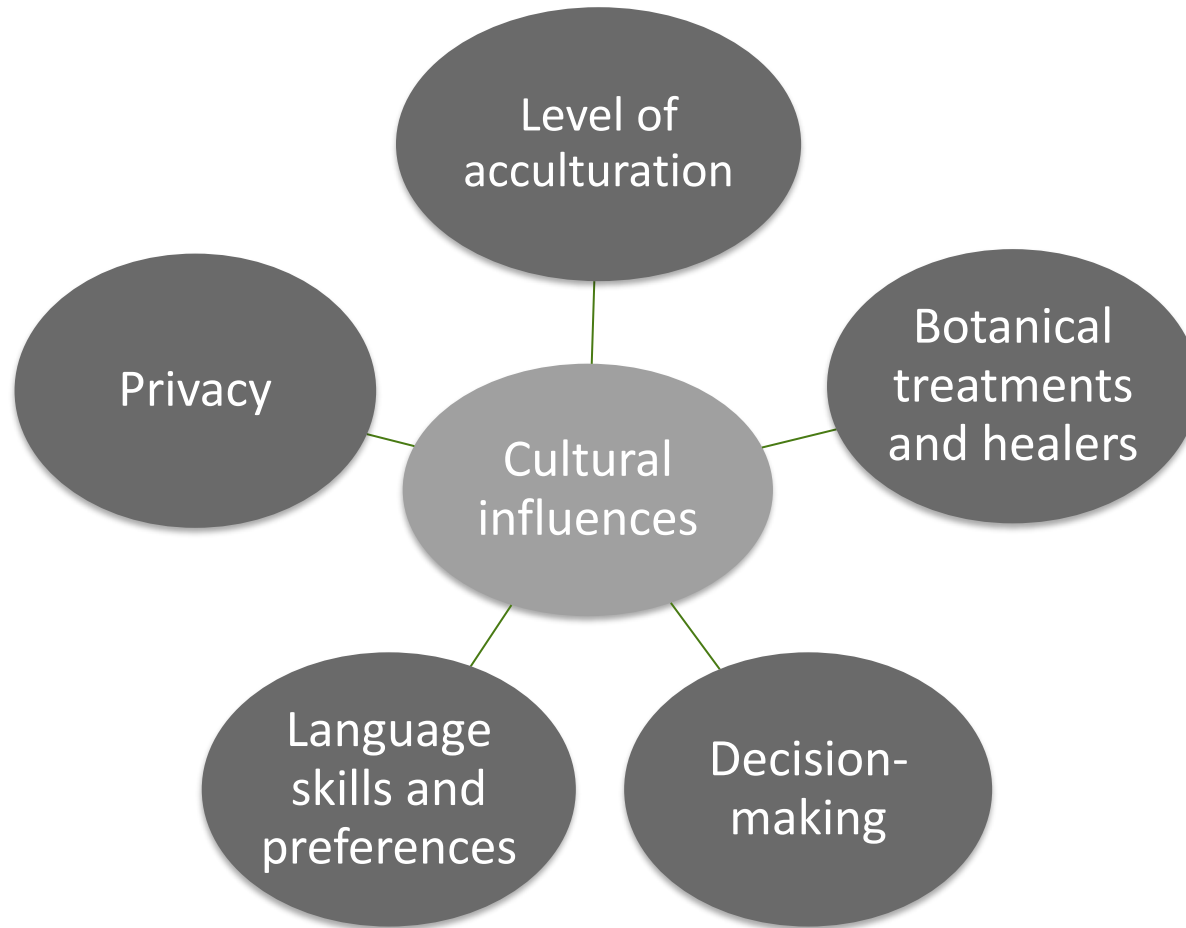 Level of
acculturation
Botanical
treatments
and healers
Privacy
Cultural
influences
Language
skills and
preferences
Decision-
making